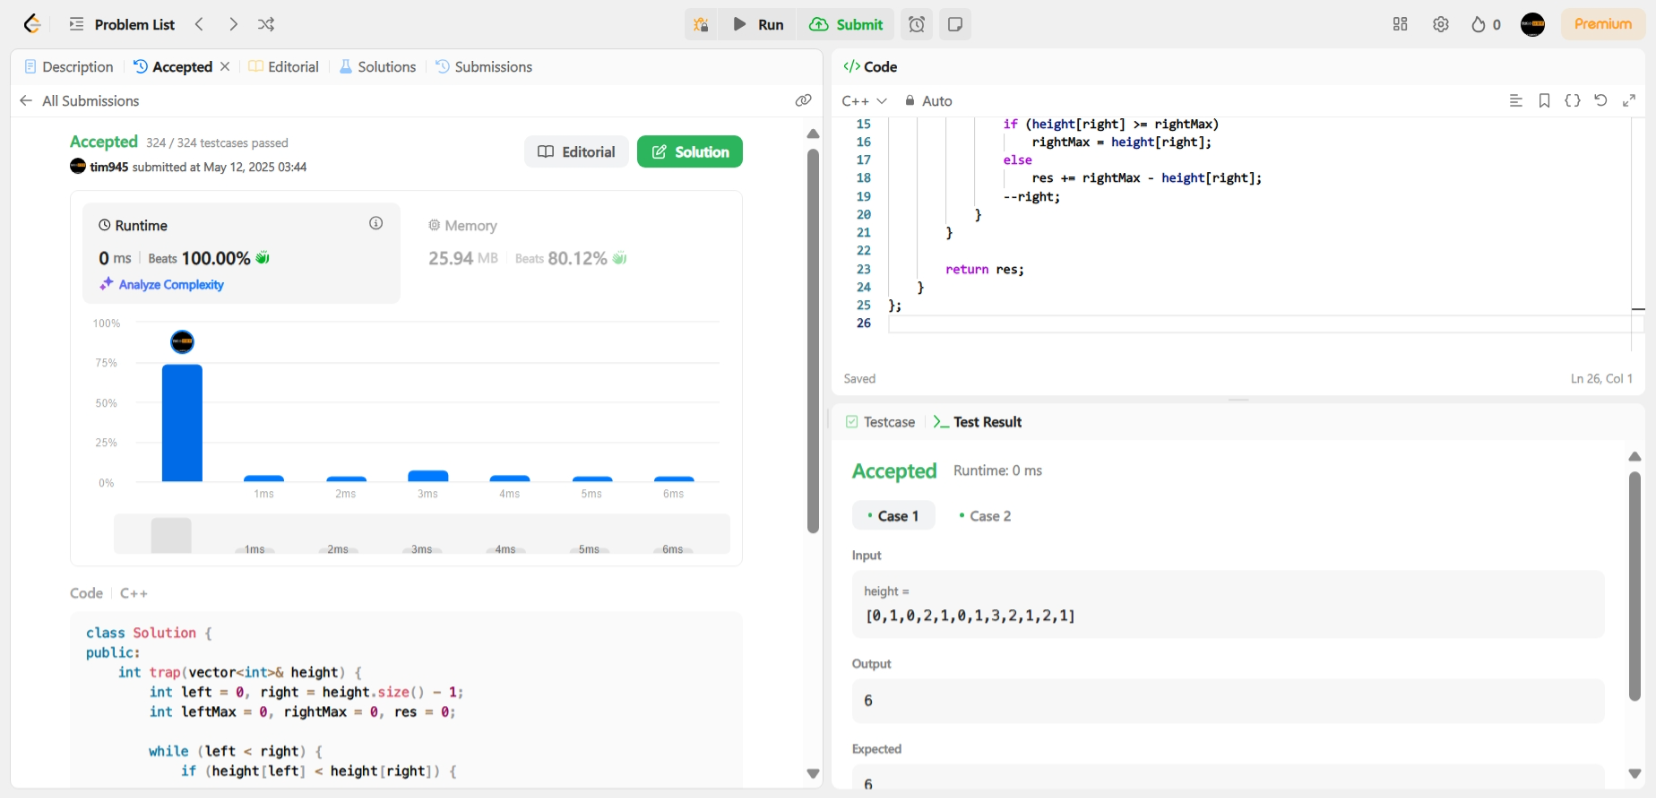 Problem List
Run
Submit
0
Premium
Description
Accepted
Editorial
Solutions
Submissions
All Submissions
Accepted 324 / 324 testcases passed
tim945 submitted at May 12, 2025 03:44
Editorial
Solution
Runtime
0 ms Beats 100.00%
Analyze Complexity
Memory
25.94 MB Beats 80.12%
100%
75%
50%
25%
0%
1ms 2ms 3ms 4ms 5ms 6ms
1ms 2ms 3ms 4ms 5ms 6ms
Code C++
class Solution {
public:
int trap(vector<int>& height) {
int left = 0, right = height.size() - 1;
int leftMax = 0, rightMax = 0, res = 0;
while (left < right) {
if (height[left] < height[right]) {
</> Code
C++ Auto
15 if (height[right] >= rightMax)
16 rightMax = height[right];
17 else
18 res += rightMax - height[right];
19 --right;
20 }
21 }
22
23 return res;
24 }
25 };
26
Saved
Ln 26, Col 1
Testcase
Test Result
Accepted Runtime: 0 ms
Case 1
Case 2
Input
height =
[0,1,0,2,1,0,1,3,2,1,2,1]
Output
6
Expected
6